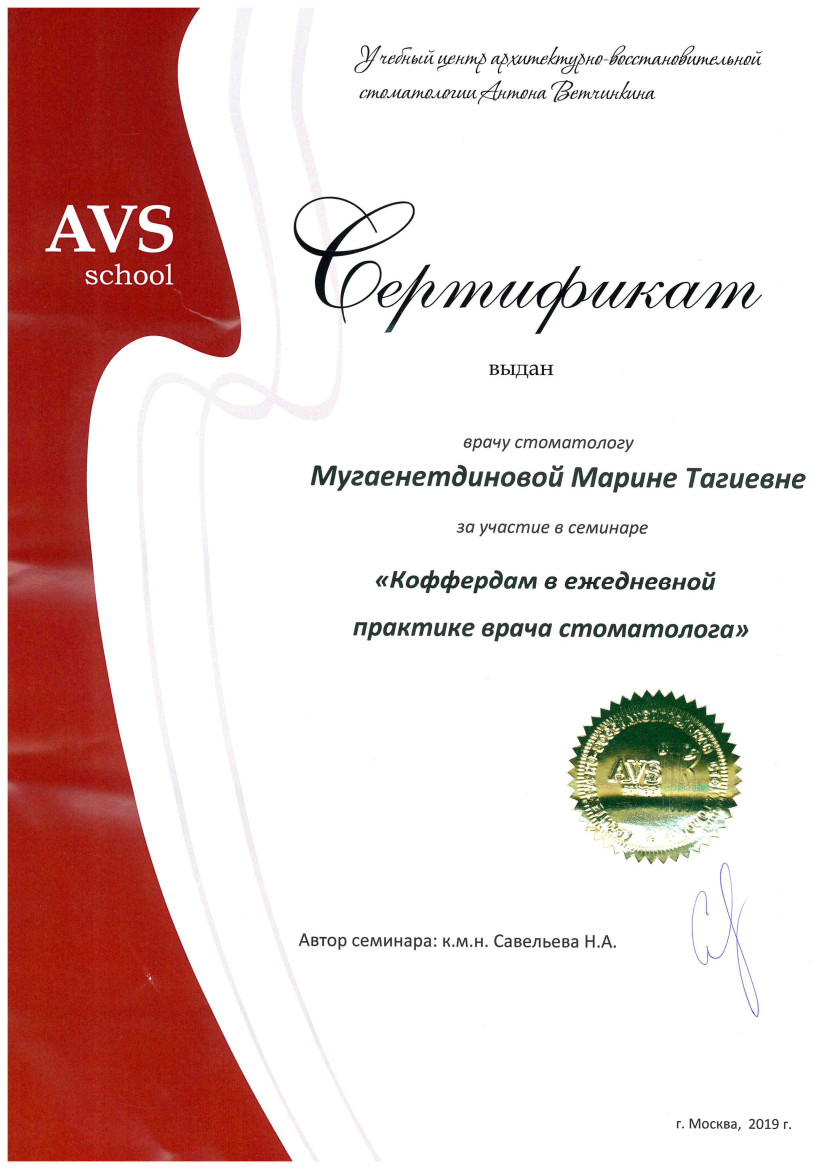 Учебный центр архитектурно-восстановительной
стоматологии Антона Ветчинкина
AVS
school
Сертификат
выдан
врачу стоматологу
Мугаенетдиновой Марине Тагиевне
за участие в семинаре
«Коффердам в ежедневной
практике врача стоматолога»
AVS
Автор семинара: к.м.н. Савельева Н.А.
г. Москва, 2019 г.